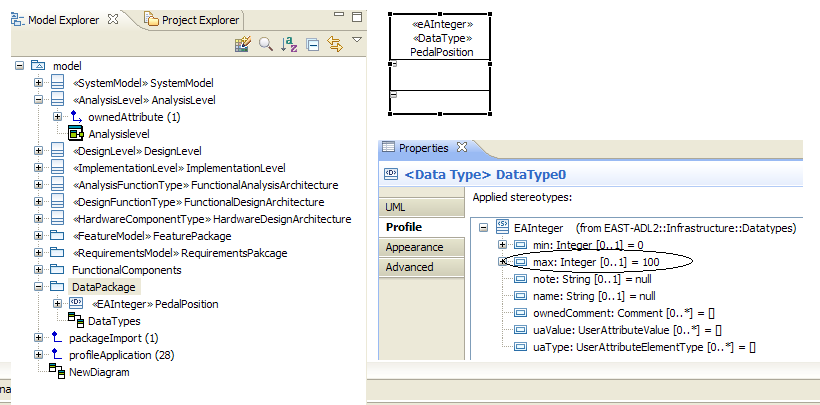 Model Explorer
Project Explorer
model
«SystemModel» SystemModel
«AnalysisLevel» AnalysisLevel
ownedAttribute (1)
Analysislevel
«DesignLevel» DesignLevel
«ImplementationLevel» ImplementationLevel
«AnalysisFunctionType» FunctionalAnalysisArchitecture
«DesignFunctionType» FunctionalDesignArchitecture
«HardwareComponentType» HardwareDesignArchitecture
«FeatureModel» FeaturePackage
«RequirementsModel» RequirementsPakcage
FunctionalComponents
DataPackage
«EAInteger» PedalPosition
DataTypes
packageImport (1)
profileApplication (28)
NewDiagram
na
«eAInteger»
«DataType»
PedalPosition
Properties
<Data Type> DataType0
UML
Profile
Appearance
Advanced
Applied stereotypes:
EAInteger (from EAST-ADL2::Infrastructure::Datatypes)
min: Integer [0..1] = 0
max: Integer [0..1] = 100
note: String [0..1] = null
name: String [0..1] = null
ownedComment: Comment [0..*] = []
uaValue: UserAttributeValue [0..*] = []
uaType: UserAttributeElementType [0..*] = []